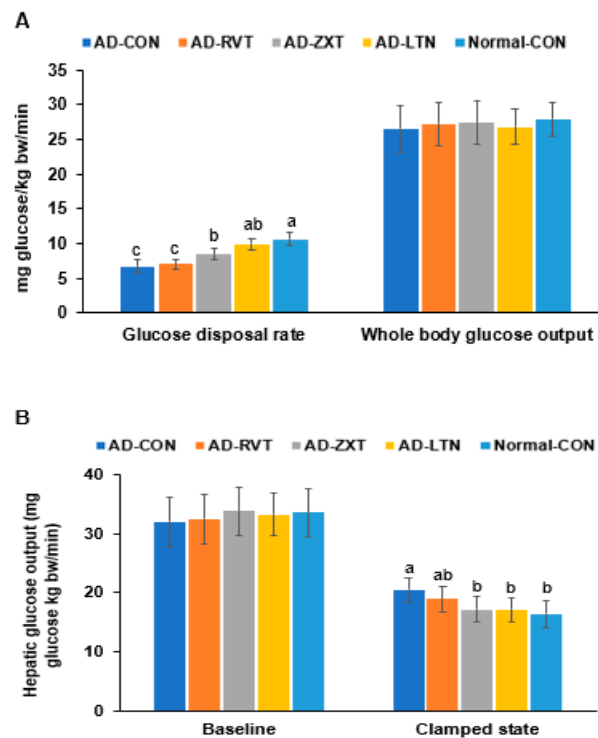 A
AD-CON AD-RVT AD-ZXT AD-LTN Normal-CON
mg glucose/kg bw/min
35
30
25
20
15
10
5
0
c c b ab a
Glucose disposal rate Whole body glucose output
B
AD-CON AD-RVT AD-ZXT AD-LTN Normal-CON
Hepatic glucose output (mg
glucose kg bw/min)
40
30
20
10
0
a ab b b b
Baseline Clamped state